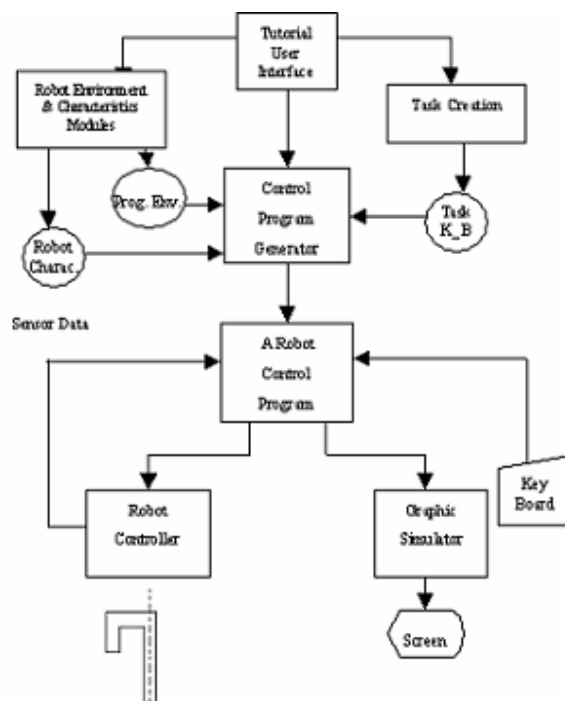 Tutorial
User
Interface
Robot Environment
& Characteristics
Modules
Task Creation
Prog. Env.
Control
Program
Generator
Task
K_B
Robot
Charac.
Sensor Data
A Robot
Control
Program
Robot
Controller
Graphic
Simulator
Key
Board
Screen